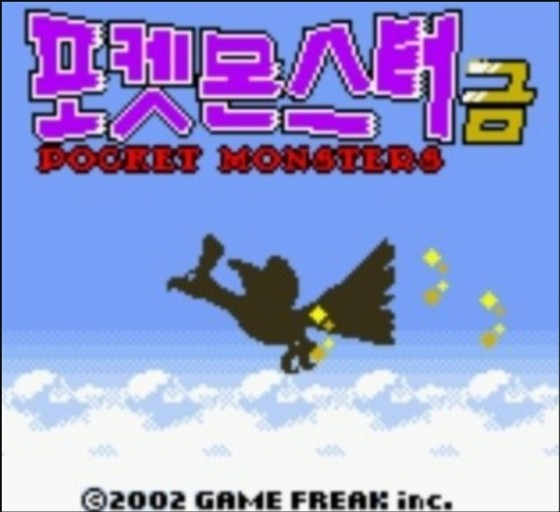 포켓몬스터 금
POCKET MONSTERS
©2002 GAME FREAK inc.